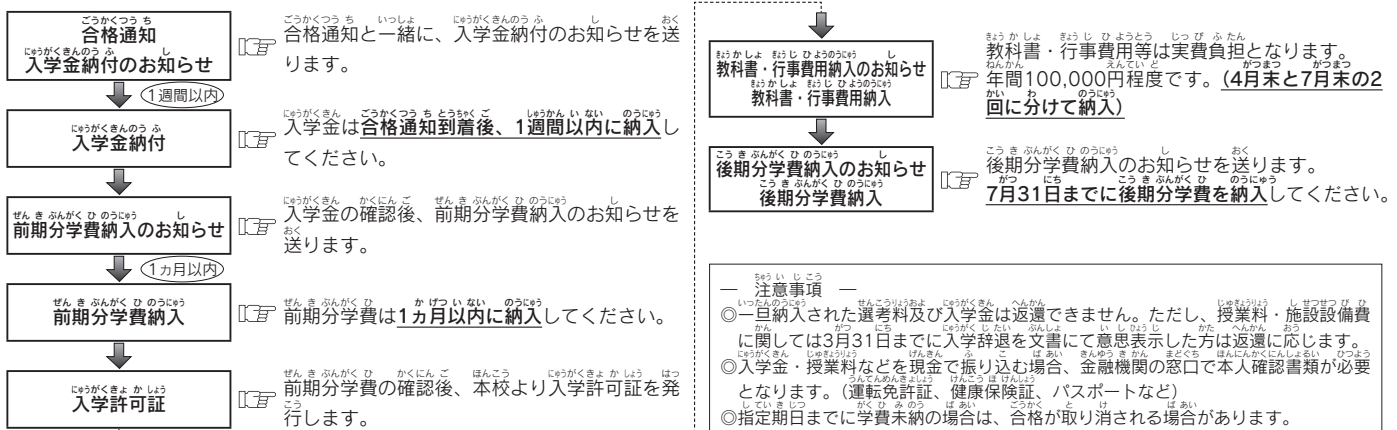 合格通知
入学金納付のお知らせ
合格通知と一緒に、入学金納付のお知らせを送
ります。
1週間以内
入学金納付
入学金は合格通知到着後、1週間以内に納入し
てください。
前期分学費納入のお知らせ
入学金の確認後、前期分学費納入のお知らせを
送ります。
1ヵ月以内
前期分学費納入
前期分学費は1ヵ月以内に納入してください。
入学許可証
前期分学費の確認後、本校より入学許可証を発
行します。
教科書・行事費用納入のお知らせ
教科書・行事費用納入
教科書・行事費用等は実費負担となります。
年間100,000円程度です。(4月末と7月末の2
回に分けて納入)
後期分学費納入のお知らせ
後期分学費納入
後期分学費納入のお知らせを送ります。
7月31日までに後期分学費を納入してください。
― 注意事項 ―
◎一旦納入された選考料及び入学金は返還できません。ただし、授業料・施設設備費
に関しては3月31日までに入学辞退を文書にて意思表示した方は返還に応じます。
◎入学金・授業料などを現金で振り込む場合、金融機関の窓口で本人確認書類が必要
となります。(運転免許証、健康保険証、パスポートなど)
◎指定期日までに学費未納の場合は、合格が取り消される場合があります。